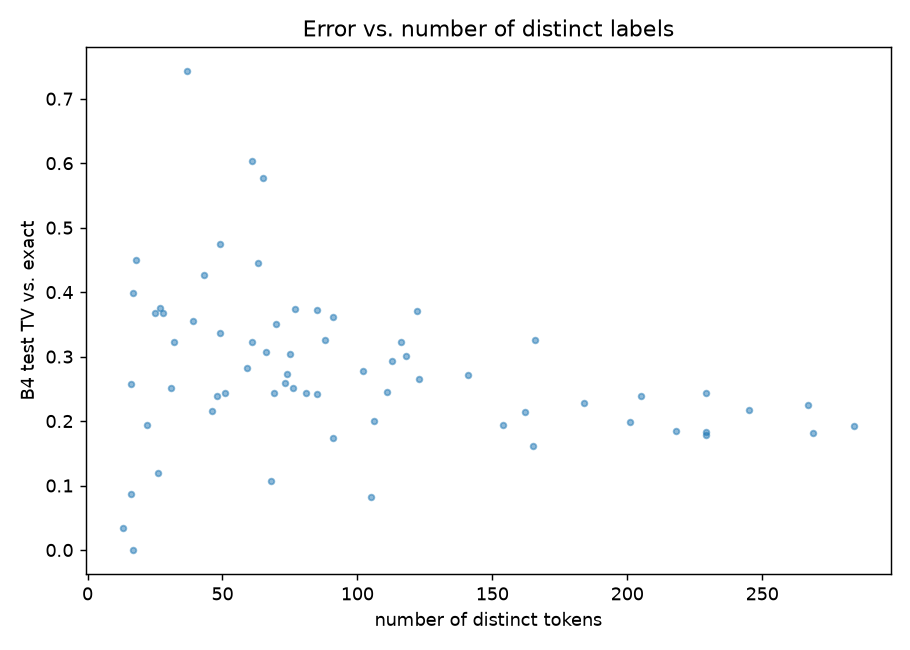 Error vs. number of distinct labels
B4 test TV vs. exact
0.7
0.6
0.5
0.4
0.3
0.2
0.1
0.0
0 50 100 150 200 250
number of distinct tokens